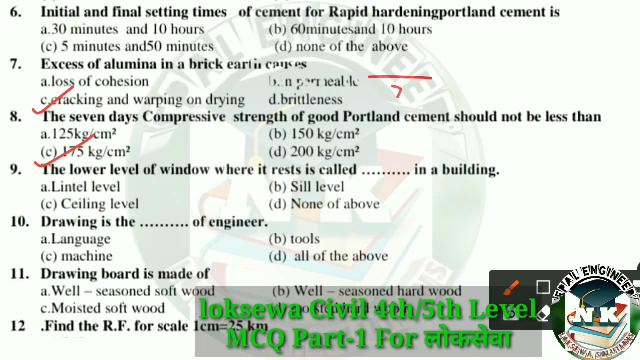 6. Initial and final setting times of cement for Rapid hardeningportland cement is
a.30 minutes and 10 hours (b) 60minutesand 10 hours
(c) 5 minutes and50 minutes (d) none of the above
7. Excess of alumina in a brick earth causes
a.loss of cohesion
c.cracking and warping on drying d.brittleness
8. The seven days Compressive strength of good Portland cement should not be less than
a.125kg/cm² (b) 150 kg/cm²
(c) 175 kg/cm² (d) 200 kg/cm²
9. The lower level of window where it rests is called .......... in a building.
a.Lintel level (b) Sill level
(c) Ceiling level (d) None of above
10. Drawing is the .......... of engineer.
a.Language (b) tools
(c) machine (d) all of the above
11. Drawing board is made of
a.Well – seasoned soft wood (b) Well – seasoned hard wood
c.Moisted soft wood
loksewa Civil 4th/5th Level
12 .Find the R.F. for scale 1cm=25 km
MCQ Part-1 For लोकसेवा
NK